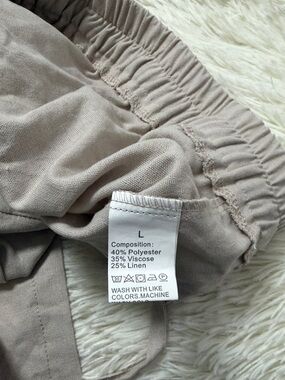 L
Composition:
40% Polyester
35% Viscose
25% Linen
WASH WITH LIKE
COLORS.MACHINE